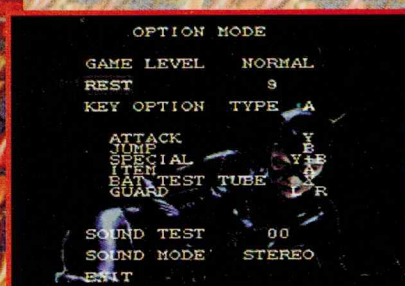 OPTION MODE
GAME LEVEL NORMAL
REST 9
KEY OPTION TYPE A
ATTACK Y
JUMP B
SPECIAL Y+B
ITEM A
BAT TEST TUBE X
GUARD L R
SOUND TEST 00
SOUND MODE STEREO
EXIT